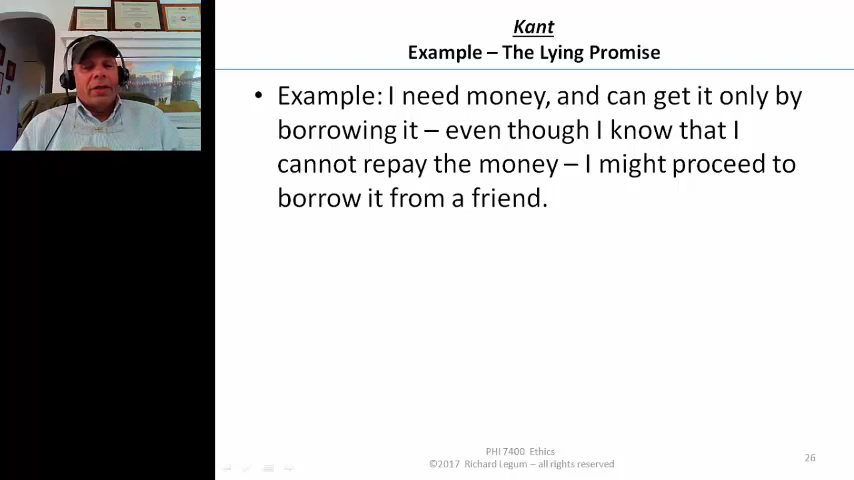 Kant
Example – The Lying Promise
• Example: I need money, and can get it only by
borrowing it – even though I know that I
cannot repay the money – I might proceed to
borrow it from a friend.
PHI 7400 Ethics
©2017 Richard Legum – all rights reserved
26